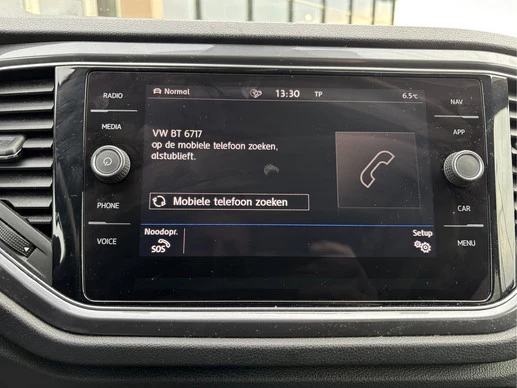 RADIO
Normal
13:30
TP
6.5°C
NAV
MEDIA
VW BT 6717
op de mobiele telefoon zoeken,
alstublieft.
APP
Mobiele telefoon zoeken
PHONE
CAR
Noodopr.
Setup
VOICE
SOS
MENU